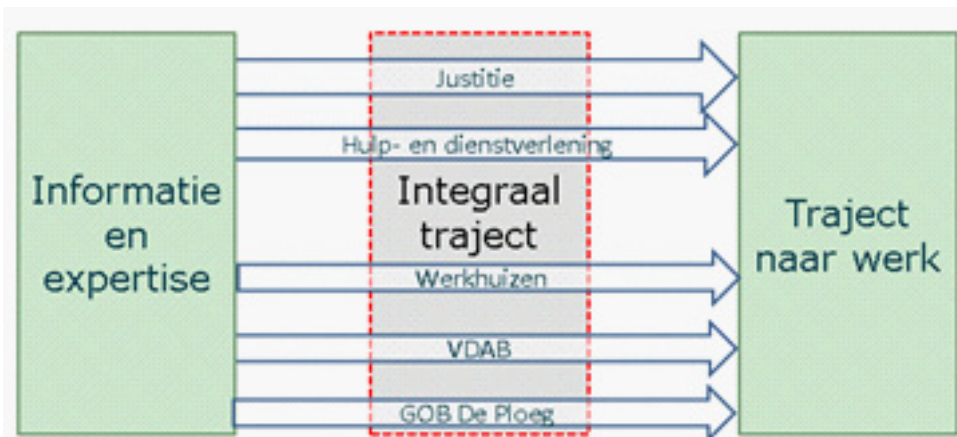 Informatie
en
expertise
Justitie
Hulp- en dienstverlening
Integraal
traject
Werkhuizen
VDAB
GOB De Ploeg
Traject
naar werk